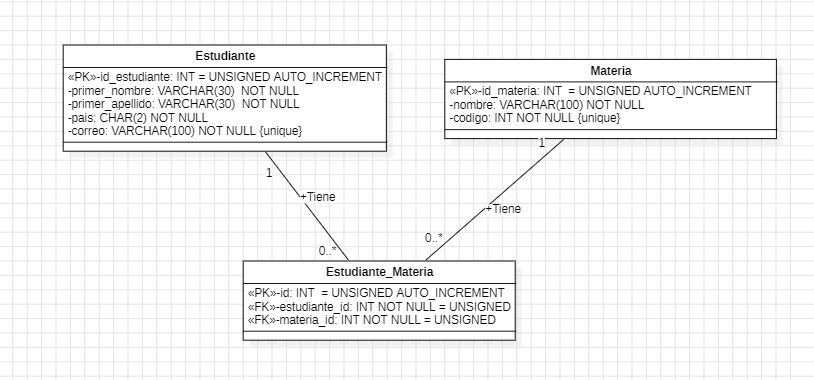 Estudiante
«PK»-id_estudiante: INT = UNSIGNED AUTO_INCREMENT
-primer_nombre: VARCHAR(30) NOT NULL
-primer_apellido: VARCHAR(30) NOT NULL
-pais: CHAR(2) NOT NULL
-correo: VARCHAR(100) NOT NULL {unique}
Materia
«PK»-id_materia: INT = UNSIGNED AUTO_INCREMENT
-nombre: VARCHAR(100) NOT NULL
-codigo: INT NOT NULL {unique}
1
+Tiene
0..*
1
+Tiene
0..*
Estudiante_Materia
«PK»-id: INT = UNSIGNED AUTO_INCREMENT
«FK»-estudiante_id: INT NOT NULL = UNSIGNED
«FK»-materia_id: INT NOT NULL = UNSIGNED